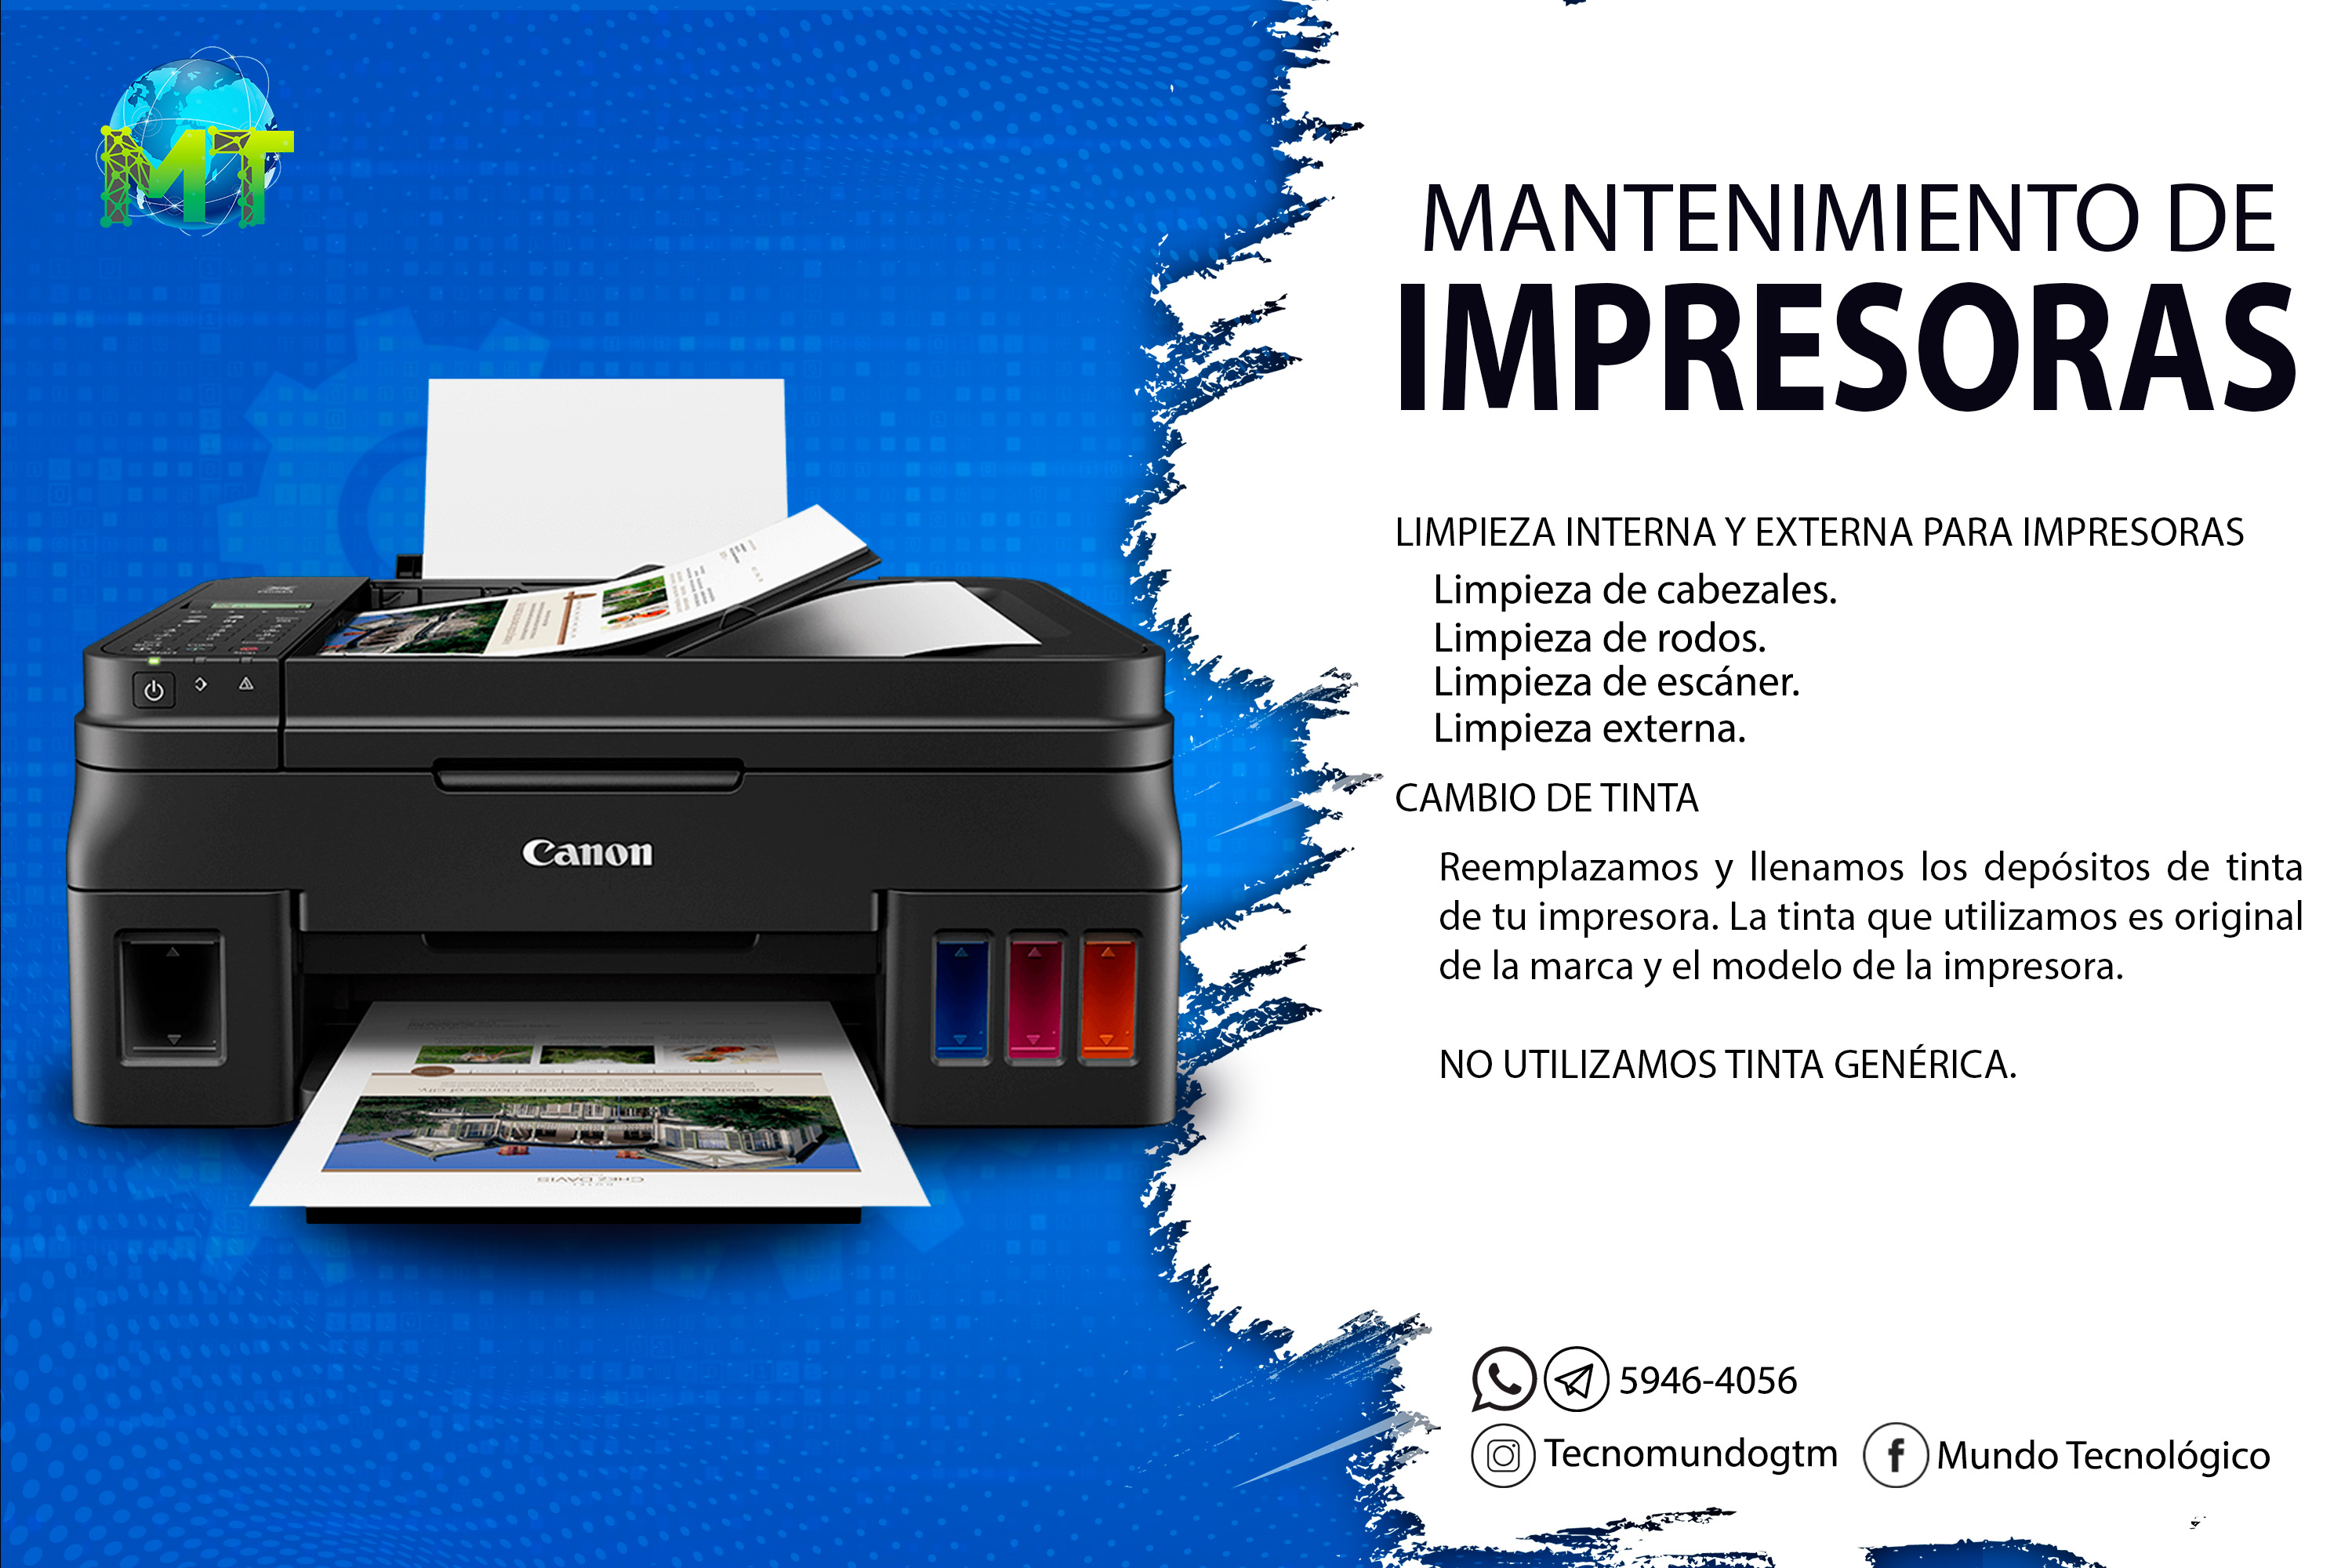 MT
MANTENIMIENTO DE
IMPRESORAS
LIMPIEZA INTERNA Y EXTERNA PARA IMPRESORAS
Limpieza de cabezales.
Limpieza de rodos.
Limpieza de escáner.
Limpieza externa.
CAMBIO DE TINTA
Reemplazamos y llenamos los depósitos de tinta
de tu impresora. La tinta que utilizamos es original
de la marca y el modelo de la impresora.
NO UTILIZAMOS TINTA GENÉRICA.
Canon
CHEZ DAVIS
5946-4056
Tecnomundogtm
Mundo Tecnológico